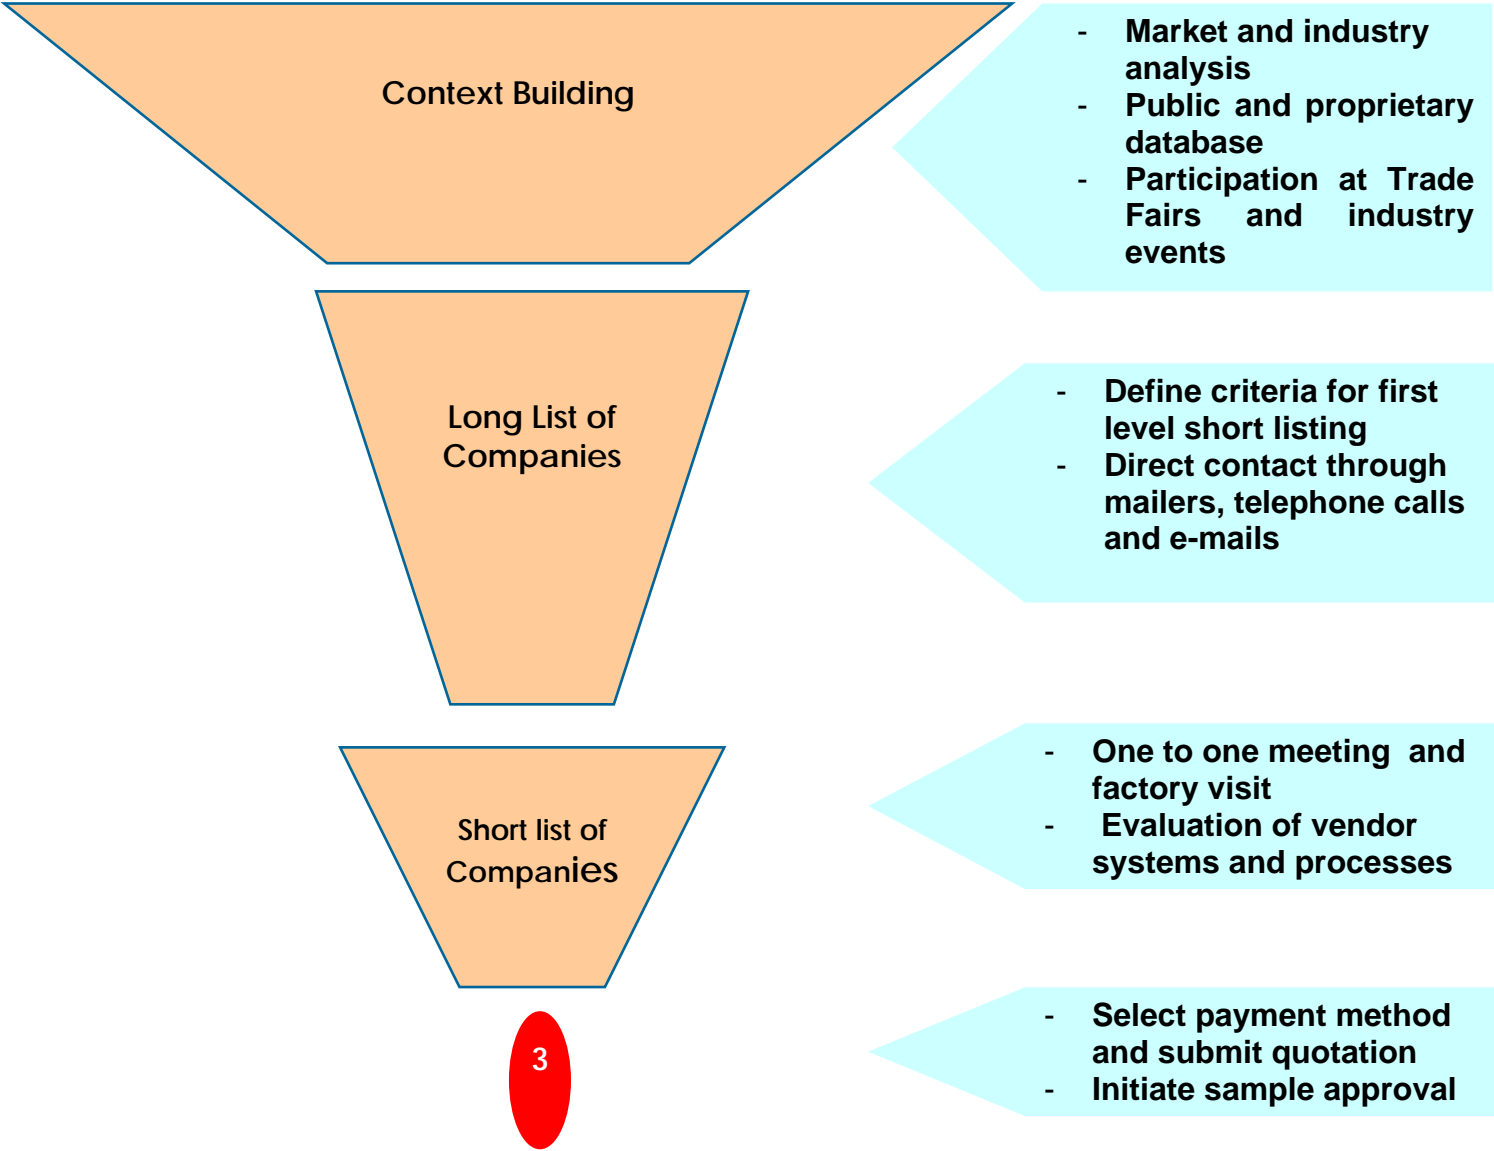 Context Building
- Market and industry
analysis
- Public and proprietary
database
- Participation at Trade
Fairs and industry
events
Long List of
Companies
- Define criteria for first
level short listing
- Direct contact through
mailers, telephone calls
and e-mails
Short list of
Companies
- One to one meeting and
factory visit
- Evaluation of vendor
systems and processes
3
- Select payment method
and submit quotation
- Initiate sample approval